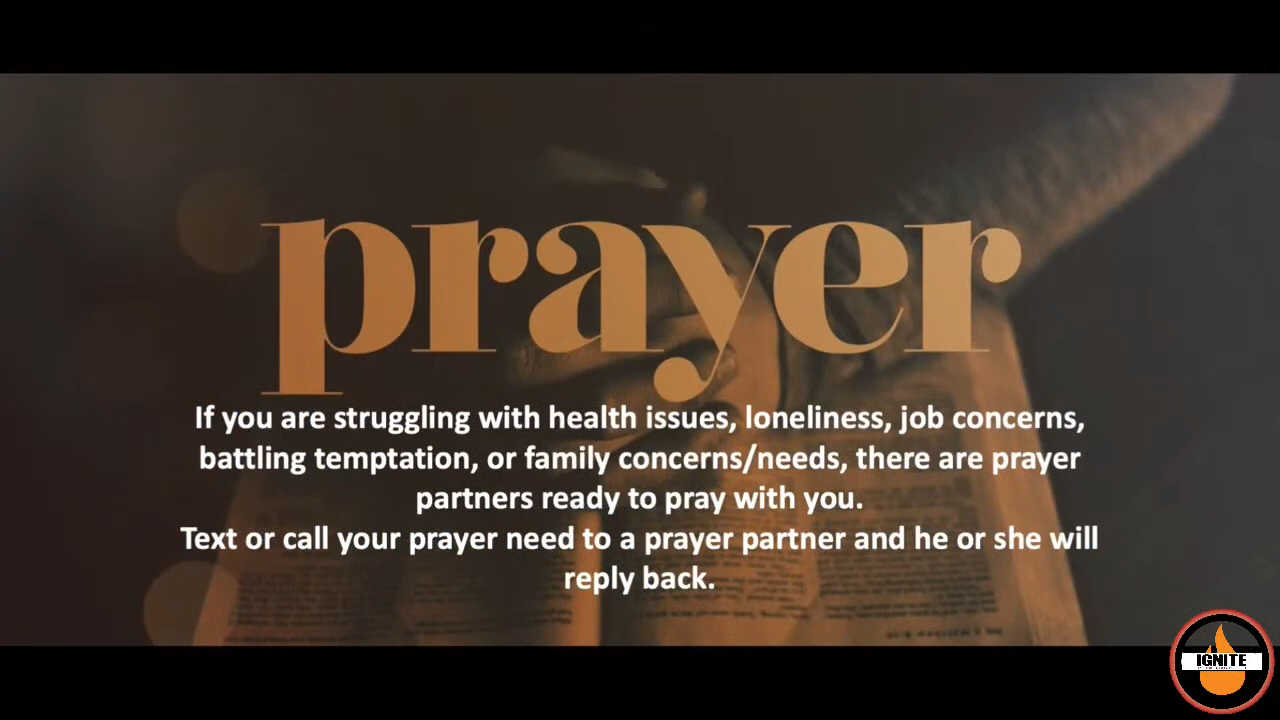 prayer
If you are struggling with health issues, loneliness, job concerns,
battling temptation, or family concerns/needs, there are prayer
partners ready to pray with you.
Text or call your prayer need to a prayer partner and he or she will
reply back.
IGNITE